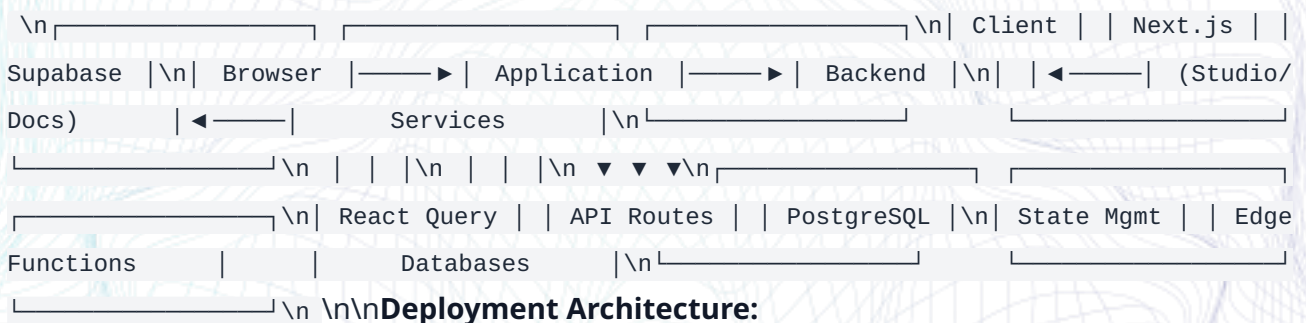 \n┌──────────────────┐ ┌───────────────────┐ ┌──────────────────┐\n│ Client │ │ Next.js │ │
Supabase │\n│ Browser │─────►│ Application │─────►│ Backend │\n│ │◄─────│ (Studio/
Docs) │◄─────│ Services │\n└──────────────────┘ └───────────────────┘
└──────────────────┘\n │ │ │\n │ │ │\n ▼ ▼ ▼\n┌──────────────────┐ ┌───────────────────┐
┌──────────────────┐\n│ React Query │ │ API Routes │ │ PostgreSQL │\n│ State Mgmt │ │ Edge
Functions │ │ Databases │\n└──────────────────┘ └───────────────────┘
└──────────────────┘\n \n\nDeployment Architecture: